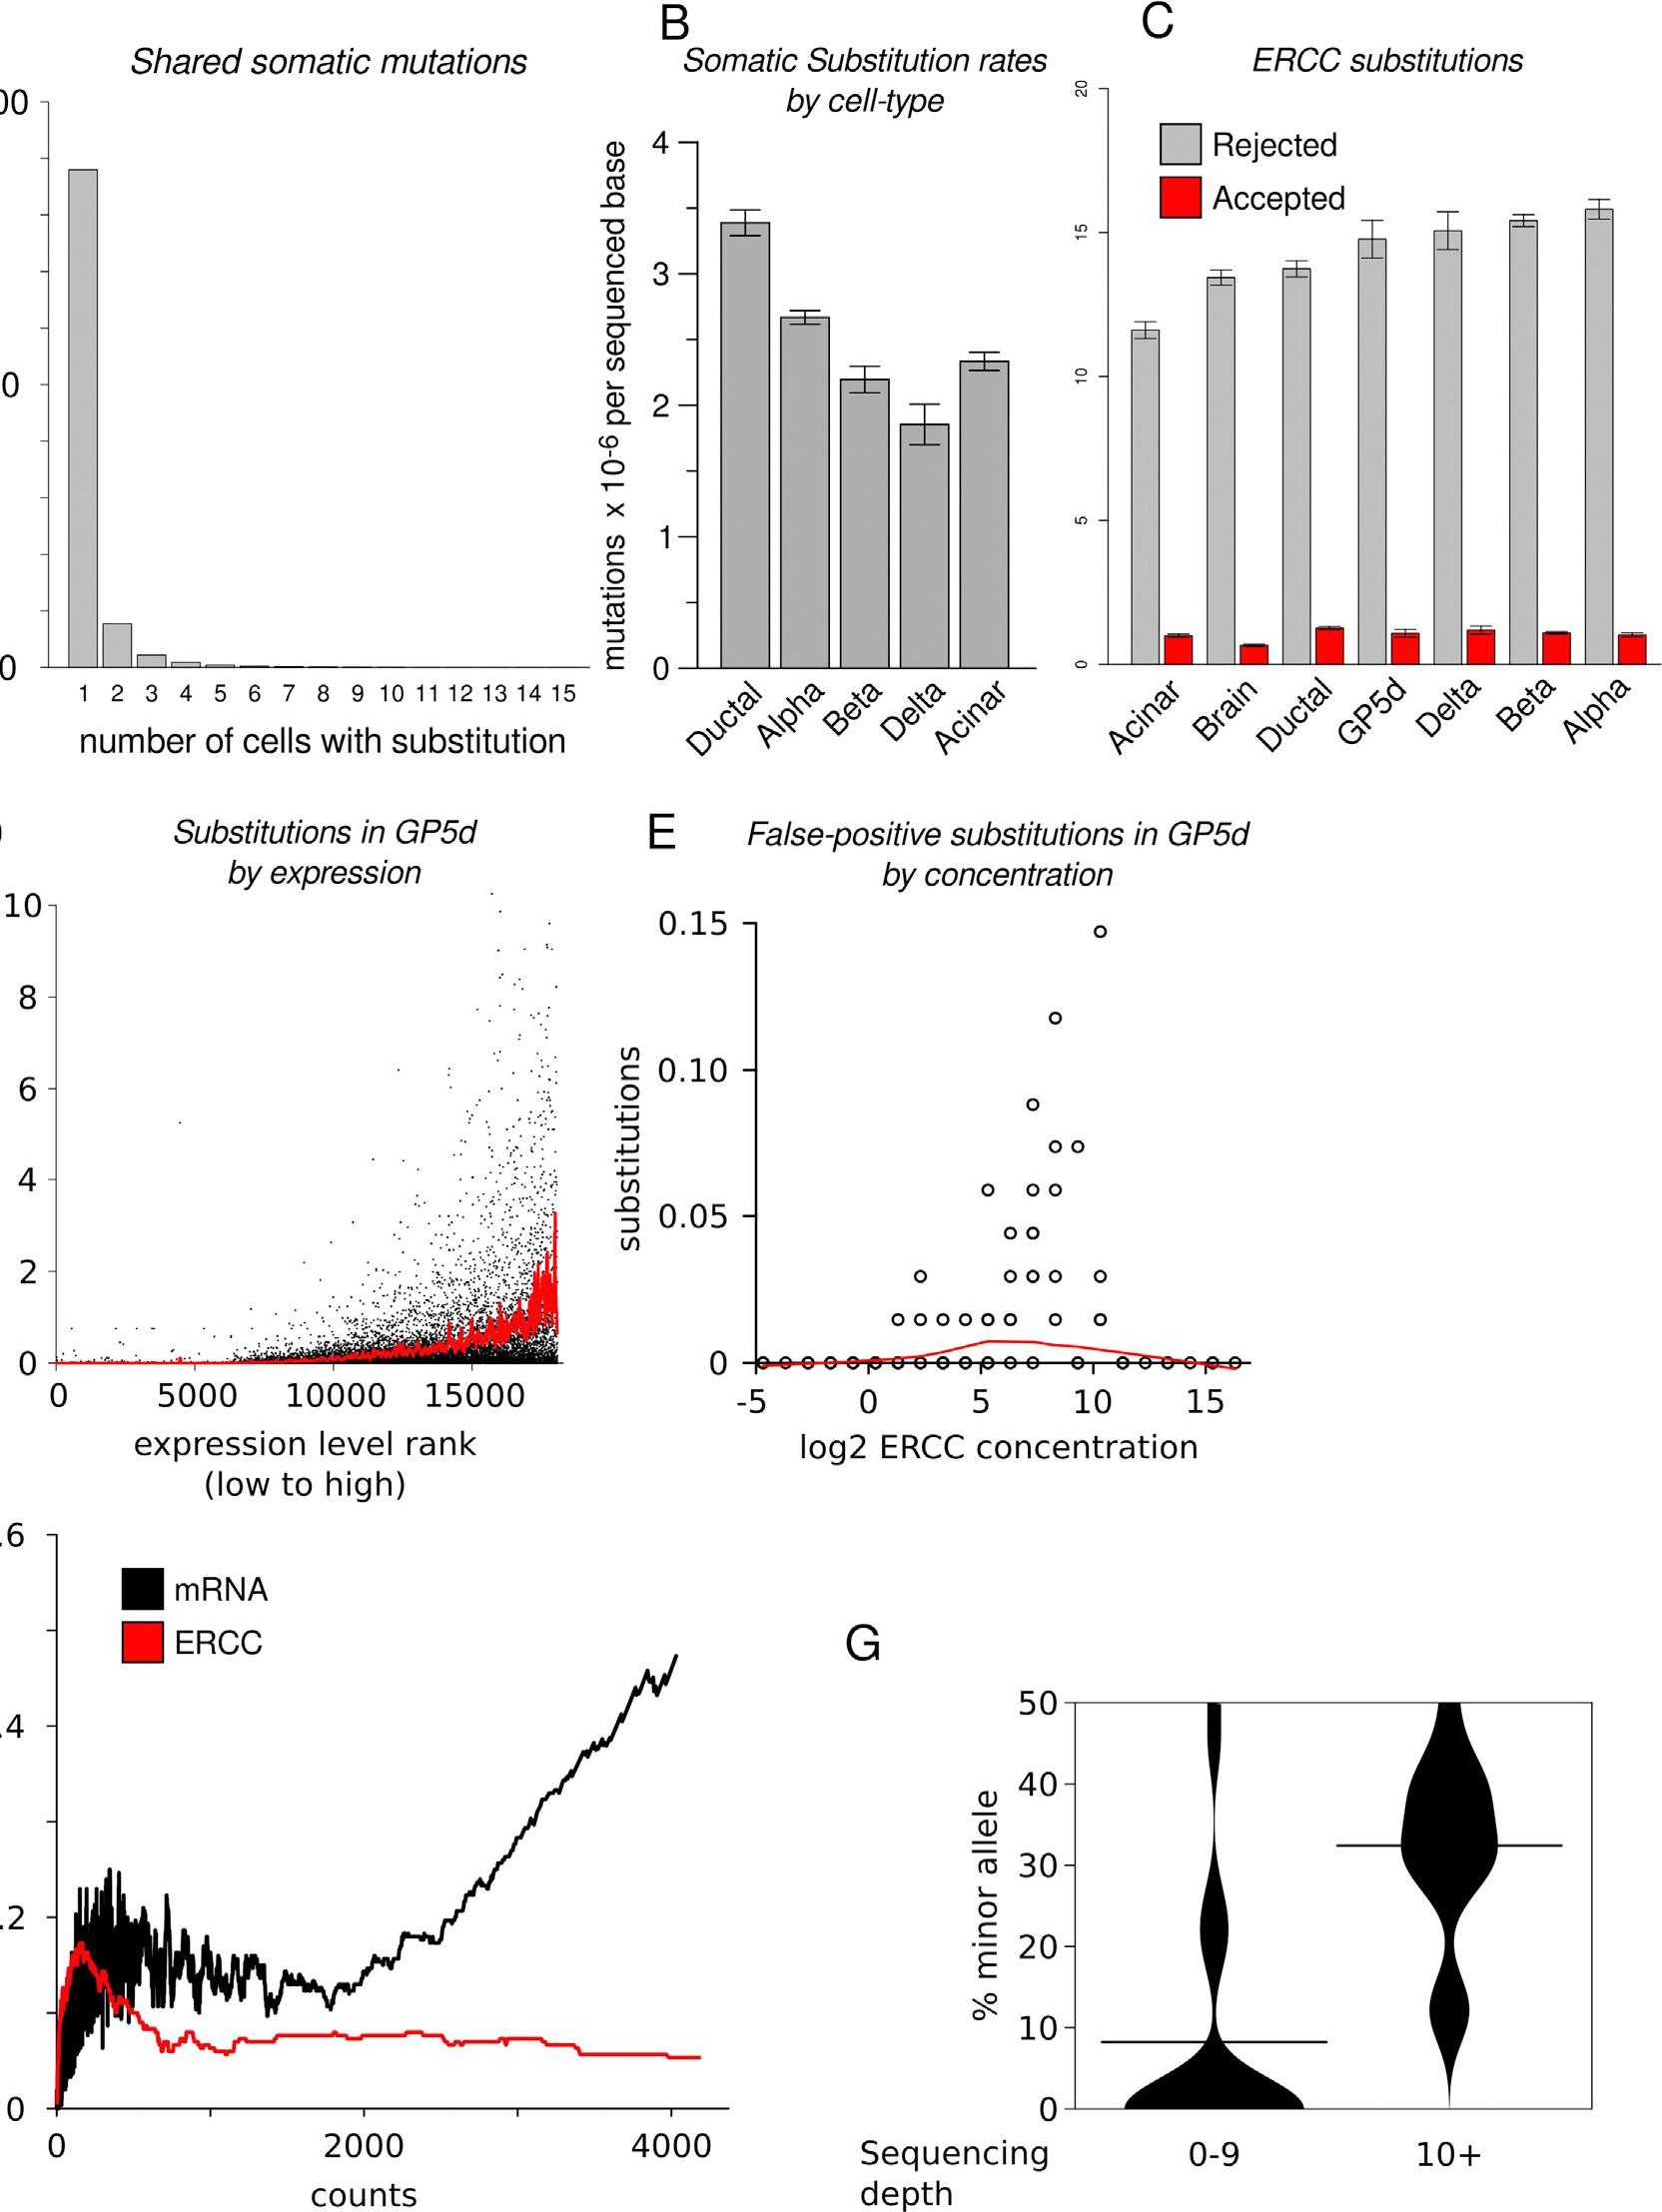 B
C
Shared somatic mutations
Somatic Substitution rates
by cell-type
ERCC substitutions
00
0
0
1 2 3 4 5 6 7 8 9 10 11 12 13 14 15
number of cells with substitution
mutations x 10-6 per sequenced base
4
3
2
1
0
Ductal Alpha Beta Delta Acinar
20
15
10
5
0
Rejected
Accepted
Acinar Brain Ductal GP5d Delta Beta Alpha
Substitutions in GP5d
by expression
10
8
6
4
2
0
0 5000 10000 15000
expression level rank
(low to high)
E
False-positive substitutions in GP5d
by concentration
substitutions
0.15
0.10
0.05
0
-5 0 5 10 15
log2 ERCC concentration
.6
.4
.2
0
mRNA
ERCC
0 2000 4000
counts
G
% minor allele
50
40
30
20
10
0
Sequencing
depth
0-9 10+